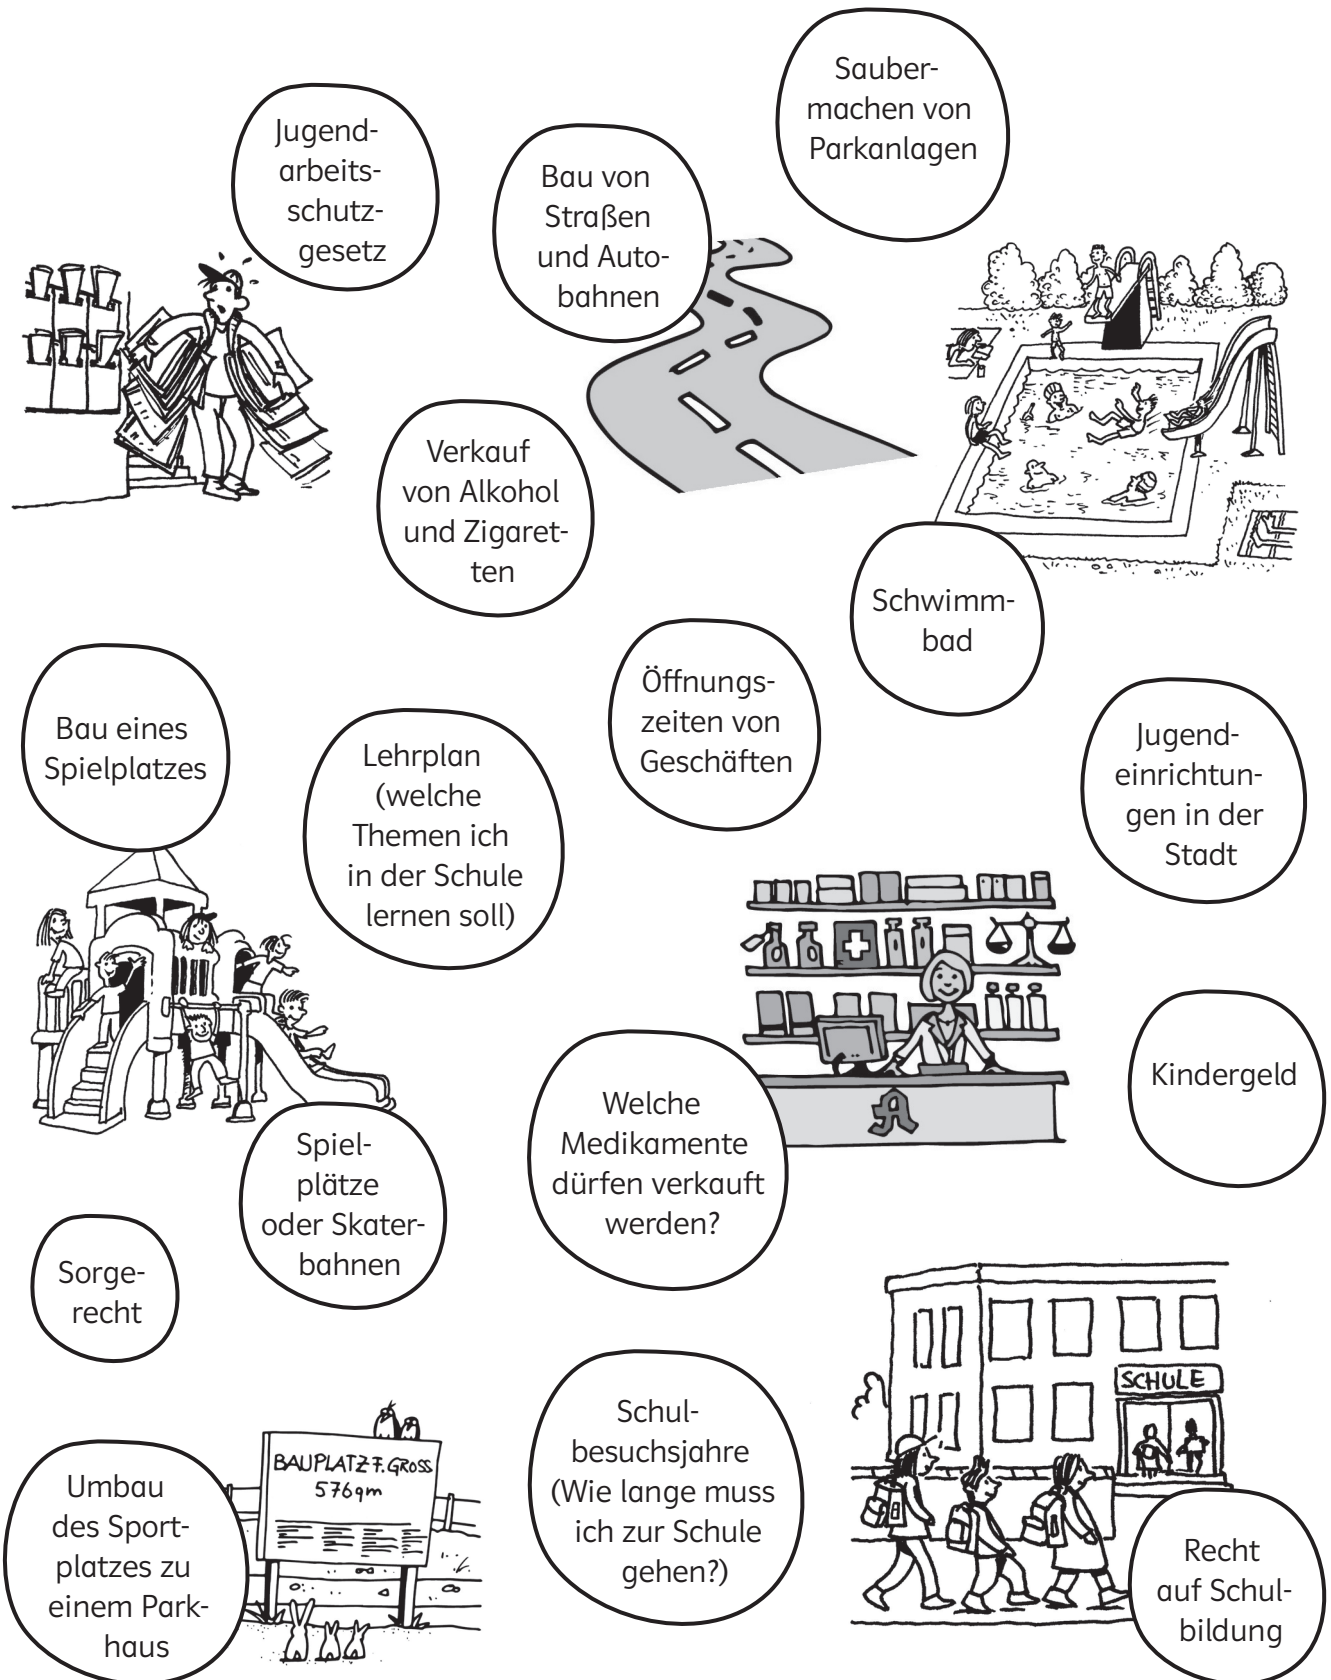 Sauber-
machen von
Parkanlagen
Jugend-
arbeits-
schutz-
gesetz
Bau von
Straßen
und Auto-
bahnen
Verkauf
von Alkohol
und Zigaret-
ten
Schwimm-
bad
Öffnungs-
zeiten von
Geschäften
Bau eines
Spielplatzes
Lehrplan
(welche
Themen ich
in der Schule
lernen soll)
Jugend-
einrichtun-
gen in der
Stadt
Kindergeld
Welche
Medikamente
dürfen verkauft
werden?
A
Spiel-
plätze
oder Skater-
bahnen
Sorge-
recht
SCHULE
Schul-
besuchsjahre
(Wie lange muss
ich zur Schule
gehen?)
BAUPLATZ F. GROSS
576qm
Umbau
des Sport-
platzes zu
einem Park-
haus
Recht
auf Schul-
bildung